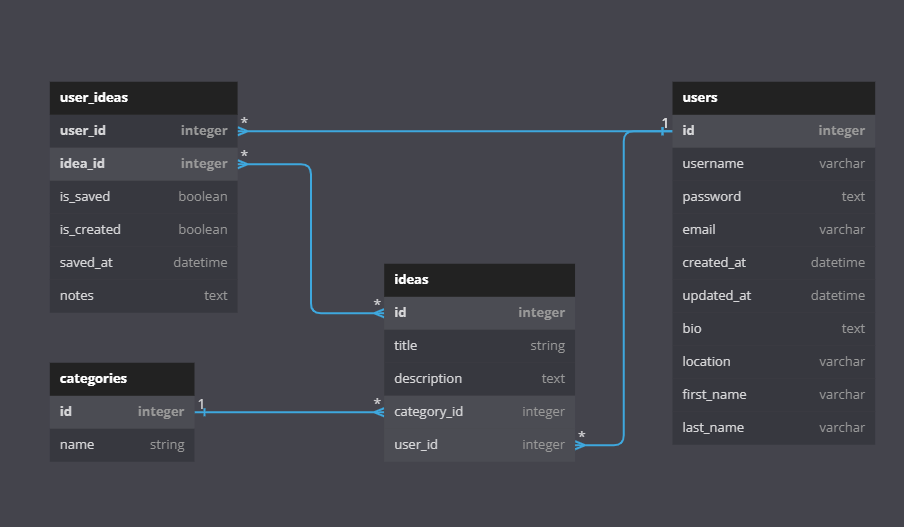 user_ideas
user_id integer *
idea_id integer *
is_saved boolean
is_created boolean
saved_at datetime
notes text
categories
id integer 1
name string
ideas
* id integer
title string
description text
* category_id integer
user_id integer *
users
1 id integer
username varchar
password text
email varchar
created_at datetime
updated_at datetime
bio text
location varchar
first_name varchar
last_name varchar